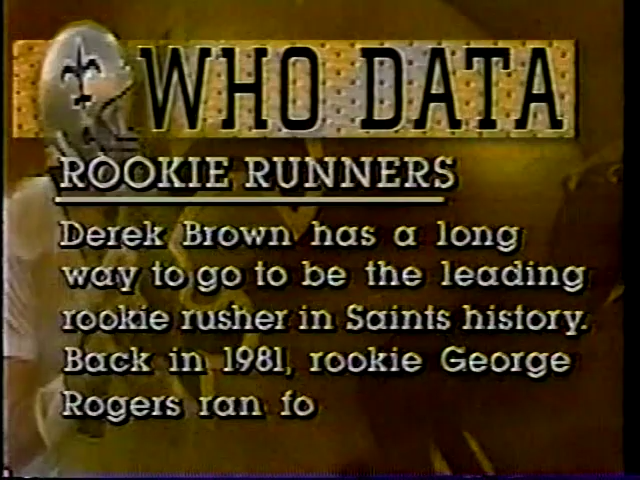 WHO DATA
ROOKIE RUNNERS
Derek Brown has a long
way to go to be the leading
rookie rusher in Saints history.
Back in 1981, rookie George
Rogers ran fo